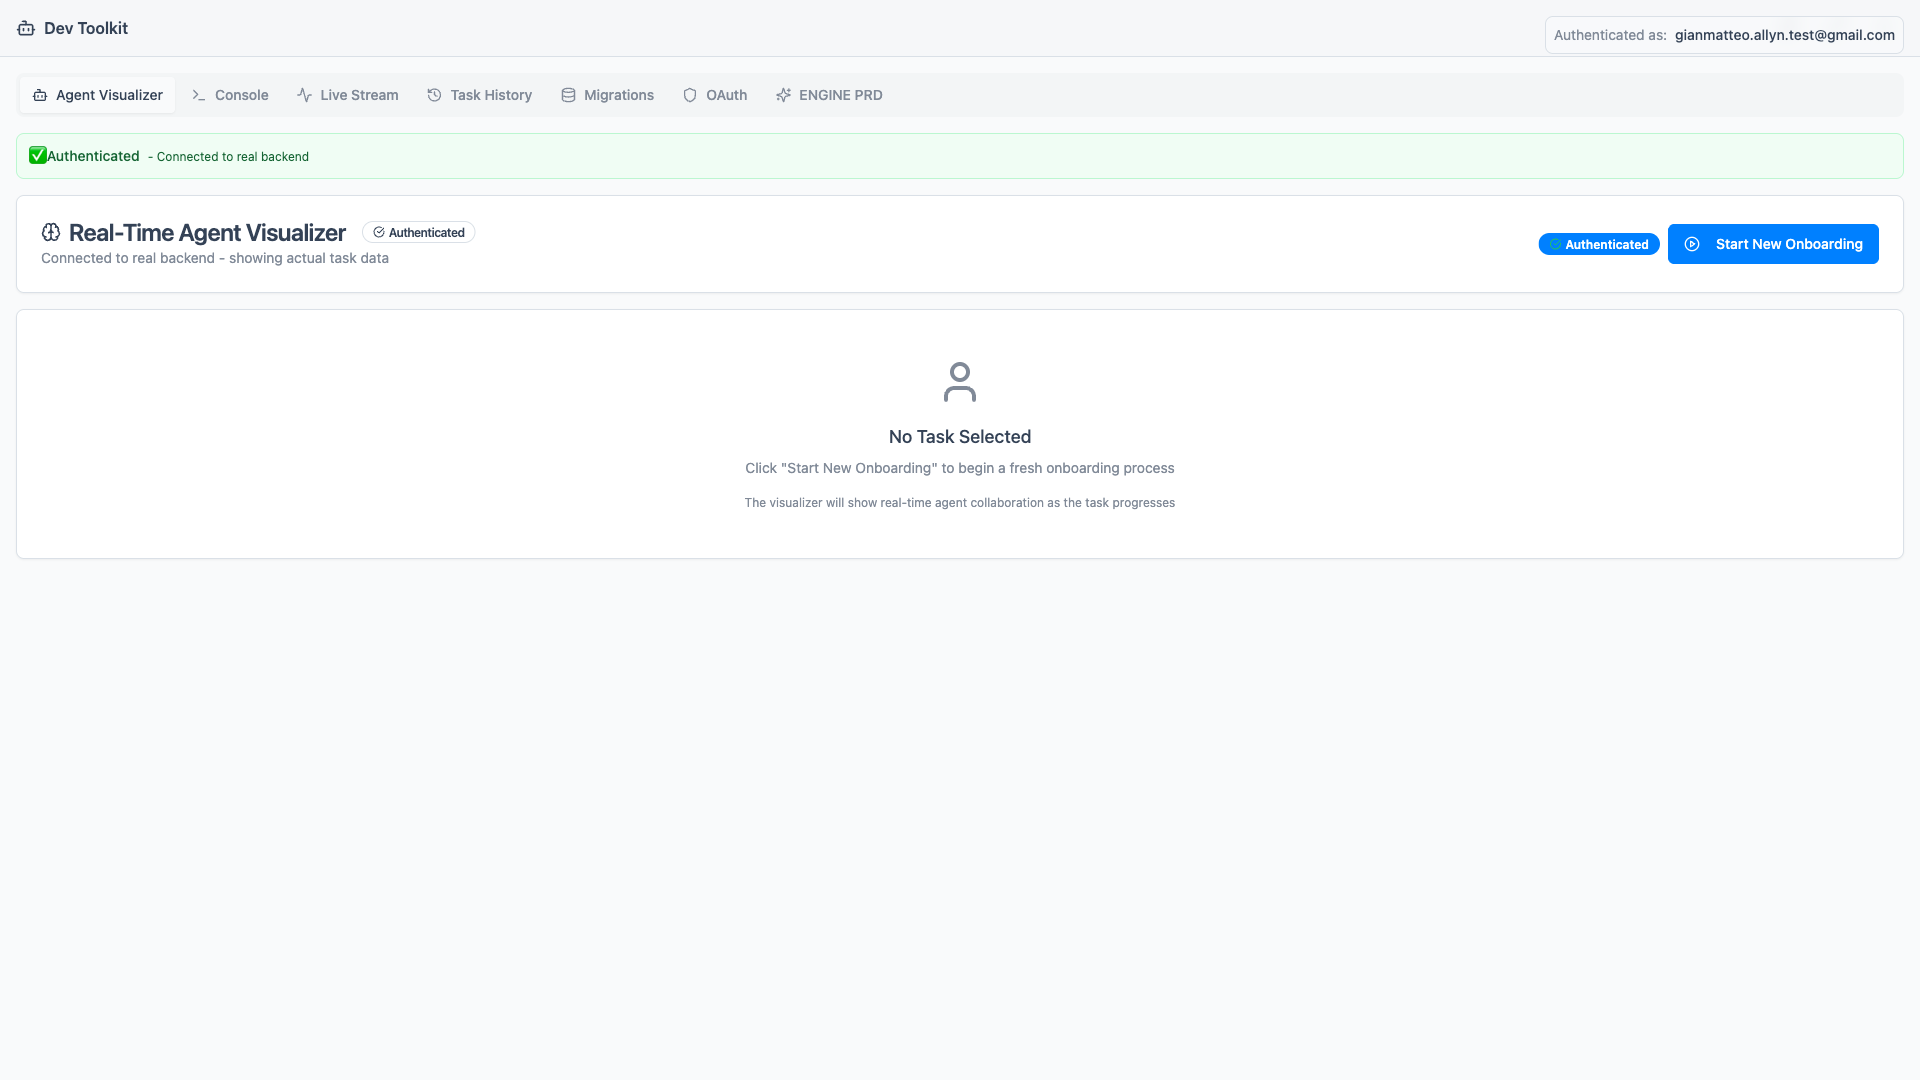 Dev Toolkit
Authenticated as: gianmatteo.allyn.test@gmail.com
Agent Visualizer
Console
Live Stream
Task History
Migrations
OAuth
ENGINE PRD
✅Authenticated - Connected to real backend
Real-Time Agent Visualizer
Authenticated
Connected to real backend - showing actual task data
Authenticated
Start New Onboarding
No Task Selected
Click "Start New Onboarding" to begin a fresh onboarding process
The visualizer will show real-time agent collaboration as the task progresses